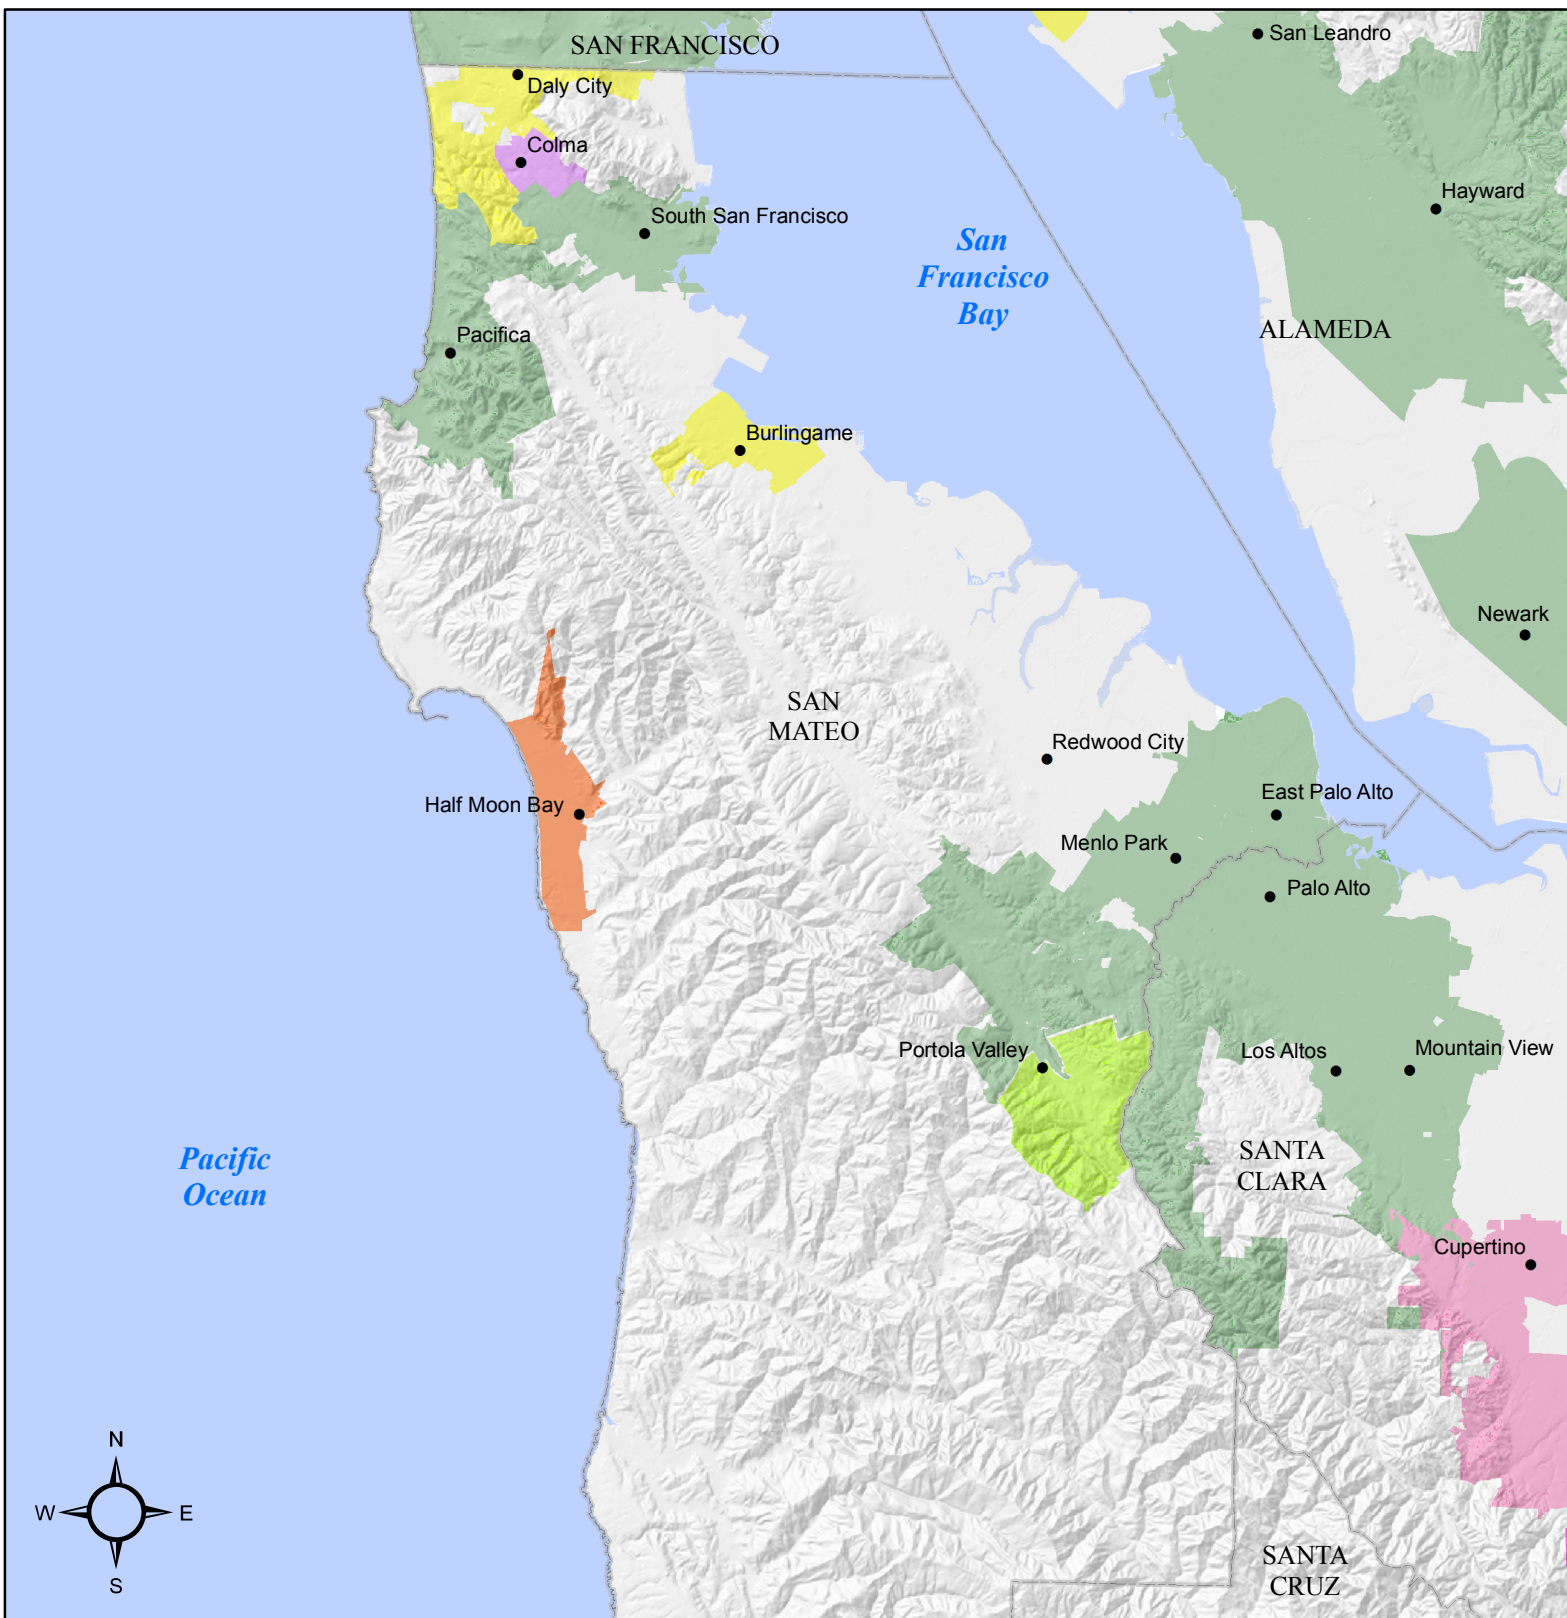 SAN FRANCISCO
San Leandro
Daly City
Colma
Hayward
South San Francisco
San
Francisco
Bay
ALAMEDA
Pacifica
Burlingame
Newark
SAN
MATEO
Redwood City
East Palo Alto
Half Moon Bay
Menlo Park
Palo Alto
Portola Valley
Los Altos
Mountain View
Pacific
Ocean
SANTA
CLARA
Cupertino
N
W
E
S
SANTA
CRUZ